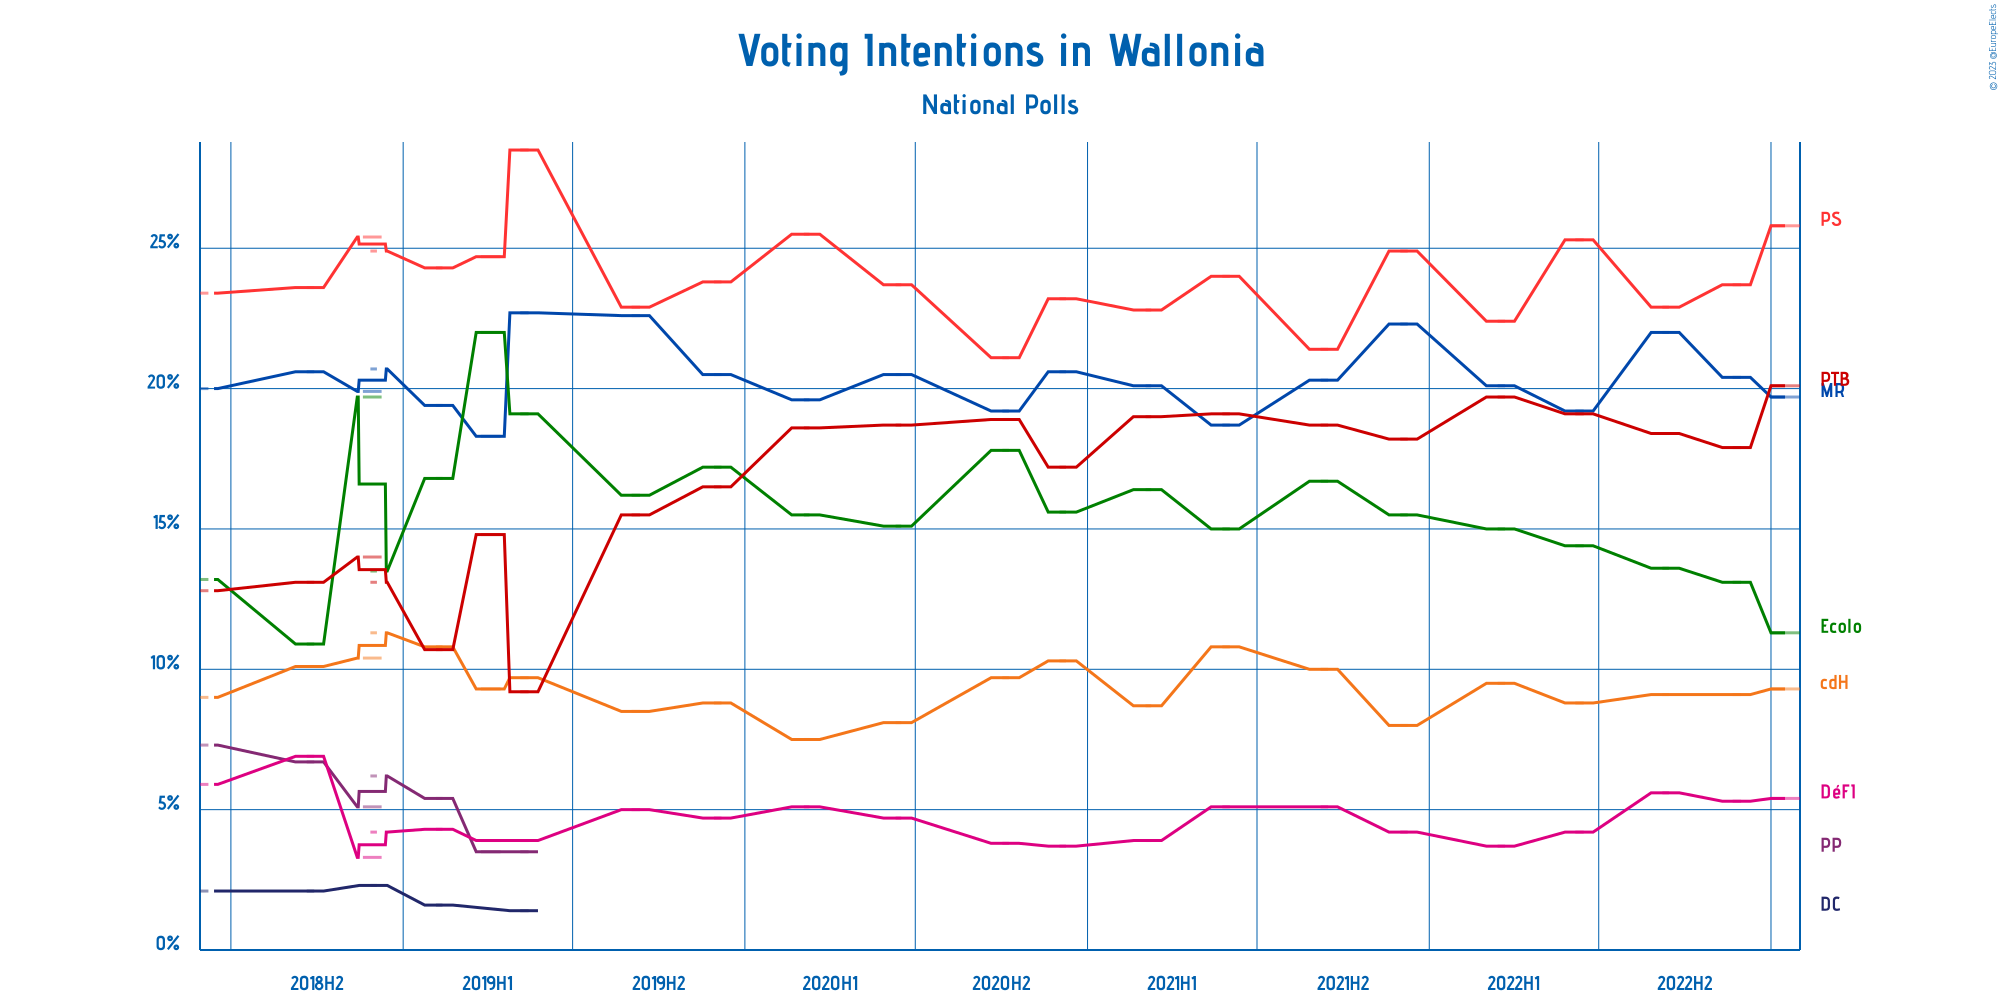 © 2023 @EuropeElects
Voting Intentions in Wallonia
National Polls
25%
20%
15%
10%
5%
0%
PS
PTB
MR
Ecolo
cdH
DéFI
PP
DC
2018H2
2019H1
2019H2
2020H1
2020H2
2021H1
2021H2
2022H1
2022H2